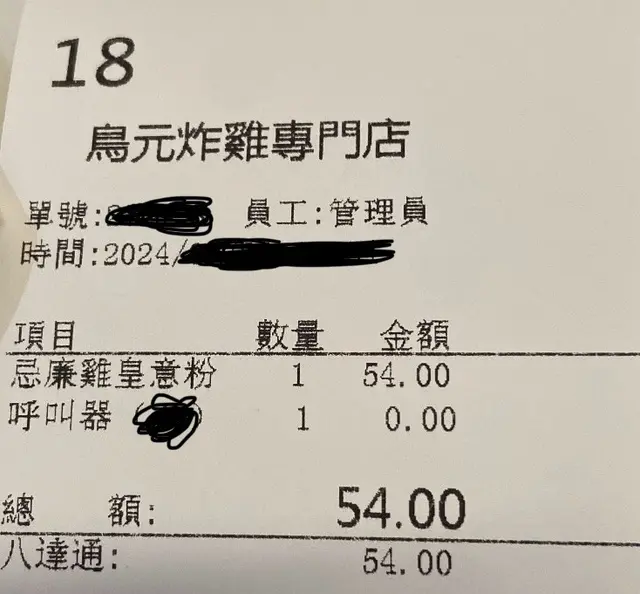 18
鳥元炸雞專門店
單號: 員工:管理員
時間:2024/
項目 數量 金額
忌廉雞皇意粉 1 54.00
呼叫器 1 0.00
總 額: 54.00
八達通: 54.00